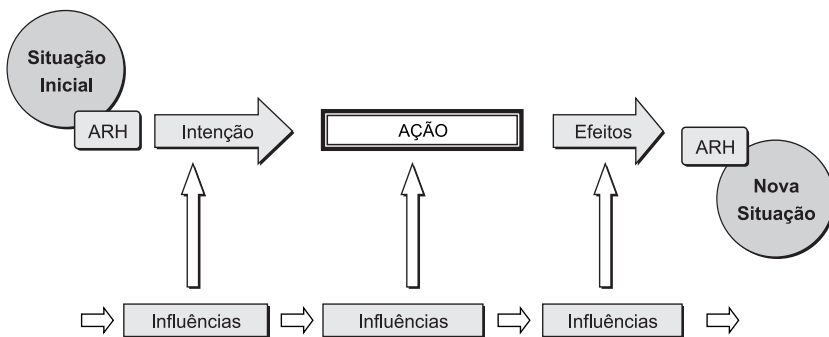 Situação
Inicial
ARH
Intenção
AÇÃO
Efeitos
ARH
Nova
Situação
Influências
Influências
Influências